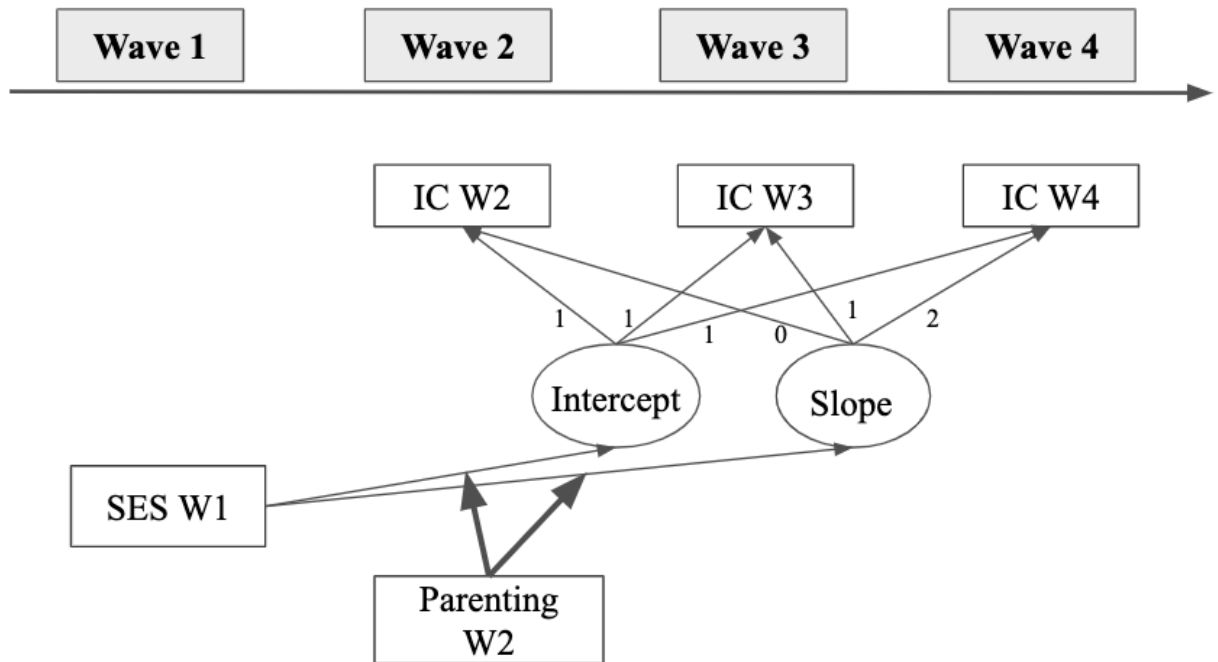 Wave 1
Wave 2
Wave 3
Wave 4
IC W2
IC W3
IC W4
1
1
1
0
1
2
Intercept
Slope
SES W1
Parenting
W2